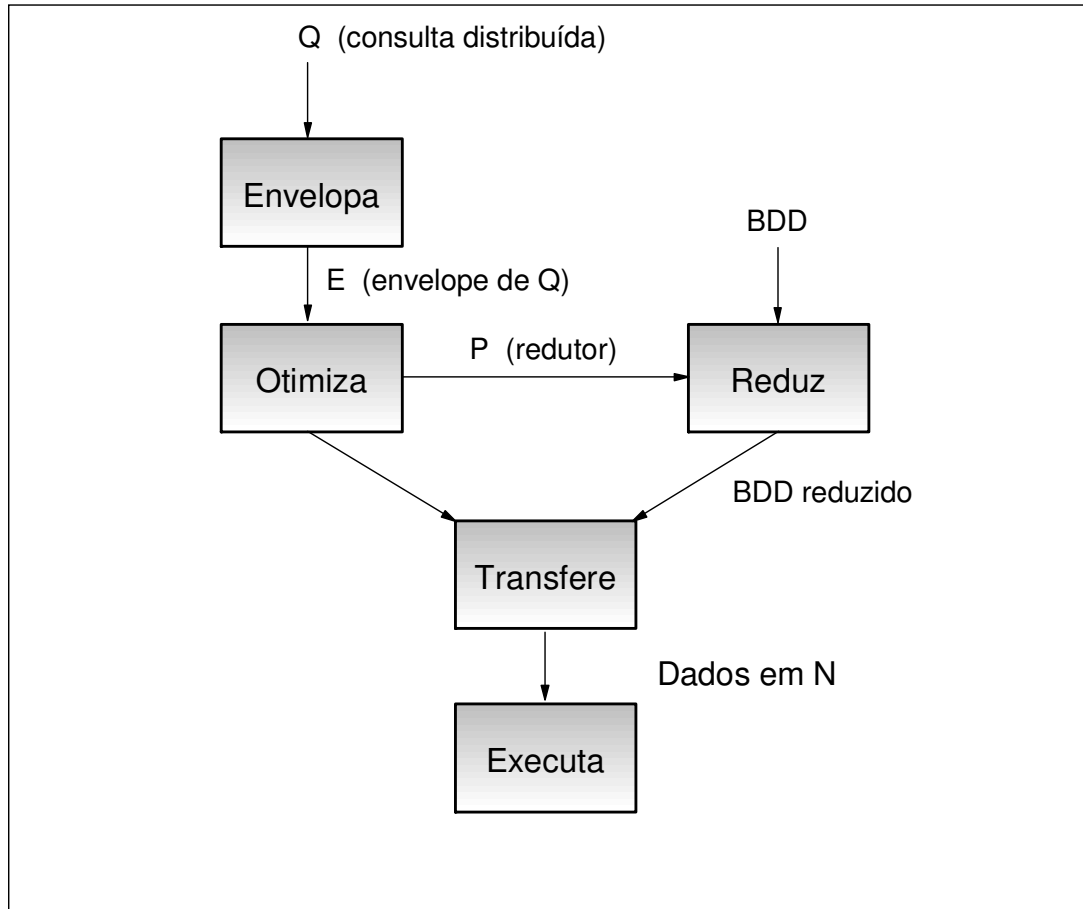 Q (consulta distribuída)
Envelopa
BDD
E (envelope de Q)
P (redutor)
Otimiza
Reduz
BDD reduzido
Transfere
Dados em N
Executa